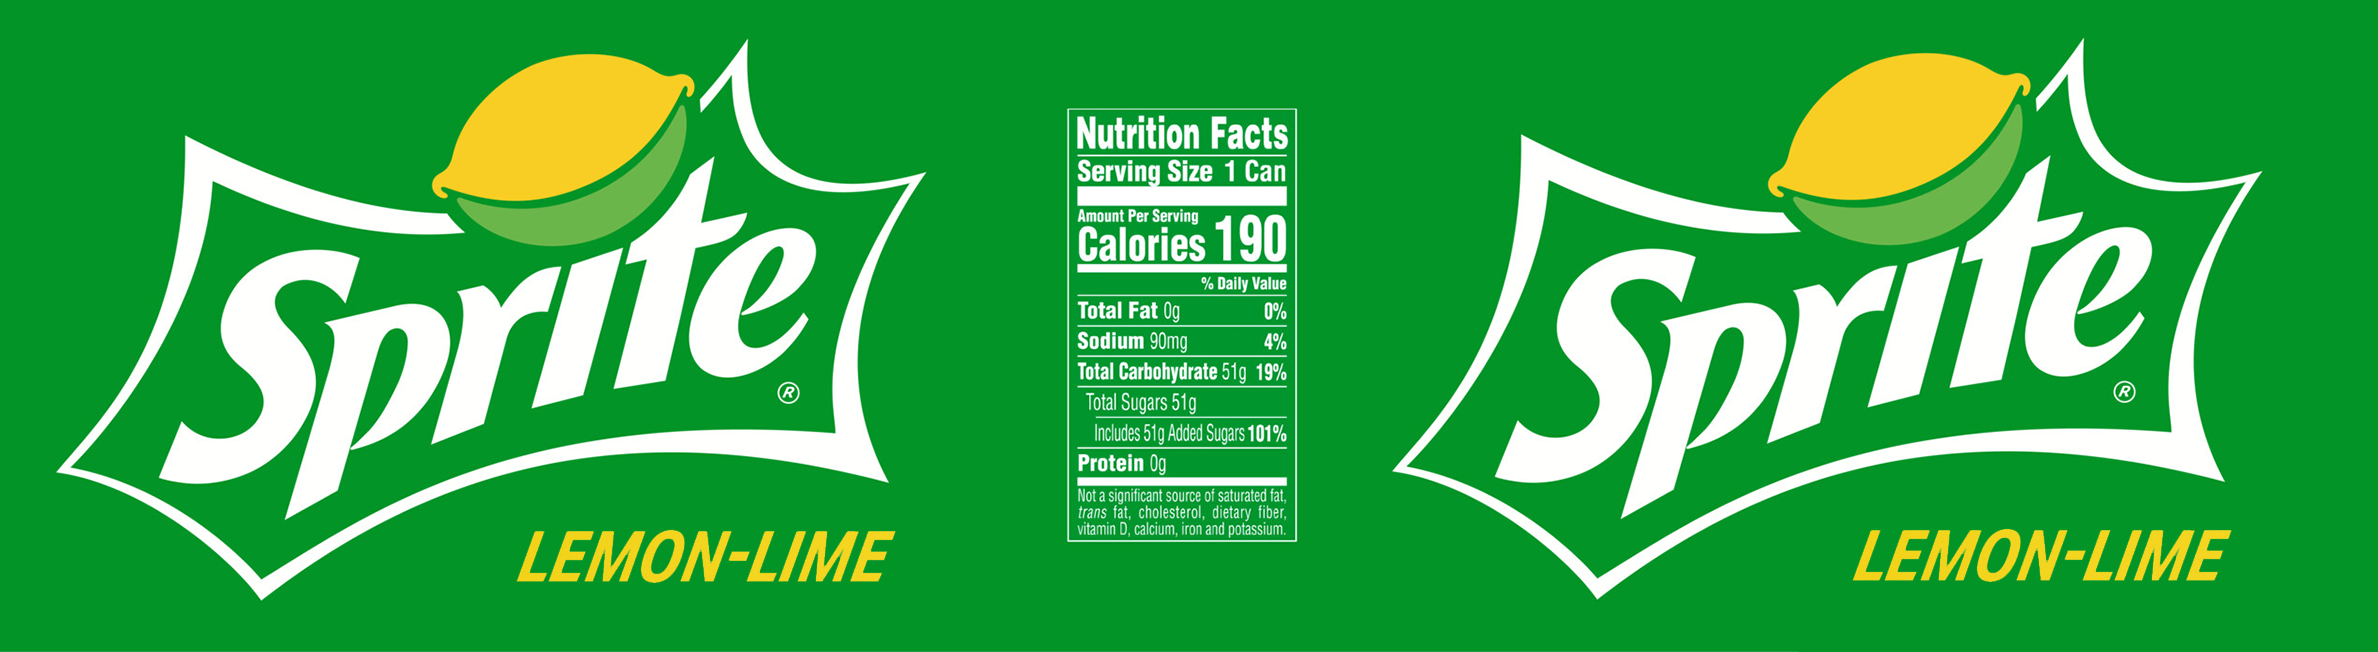 Sprite®
LEMON-LIME
Nutrition Facts
Serving Size 1 Can
Amount Per Serving
Calories 190
% Daily Value
Total Fat 0g 0%
Sodium 90mg 4%
Total Carbohydrate 51g 19%
Total Sugars 51g
Includes 51g Added Sugars 101%
Protein 0g
Not a significant source of saturated fat,
trans fat, cholesterol, dietary fiber,
vitamin D, calcium, iron and potassium.
Sprite®
LEMON-LIME